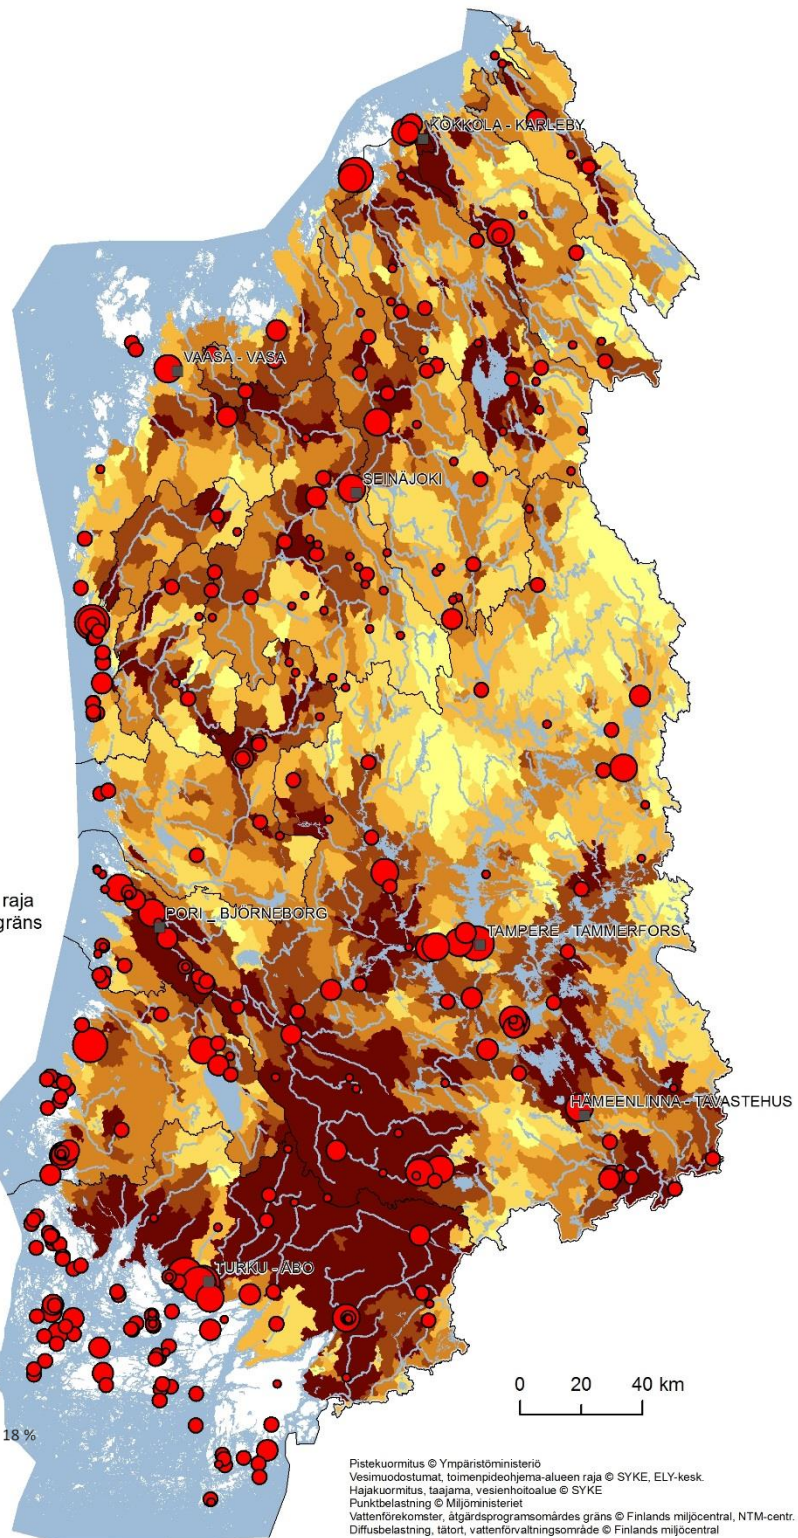 KOKKOLA - KARLEBY
VAASA - VASA
SEINÄJOKI
raja
gräns
PORI _ BJÖRNEBORG
TAMPERE - TAMMERFORS
HÄMEENLINNA - TAVASTEHUS
TURKU - ÅBO
0 20 40 km
18 %
Pistekuormitus © Ympäristöministeriö
Vesimuodostumat, toimenpideohjema-alueen raja © SYKE, ELY-kesk.
Hajakuormitus, taajama, vesienhoitoalue © SYKE
Punktbelastning © Miljöministeriet
Vattenförekomster, åtgärdsprogramsomårdes gräns © Finlands miljöcentral, NTM-centr.
Diffusbelastning, tätort, vattenförvaltningsområde © Finlands miljöcentral